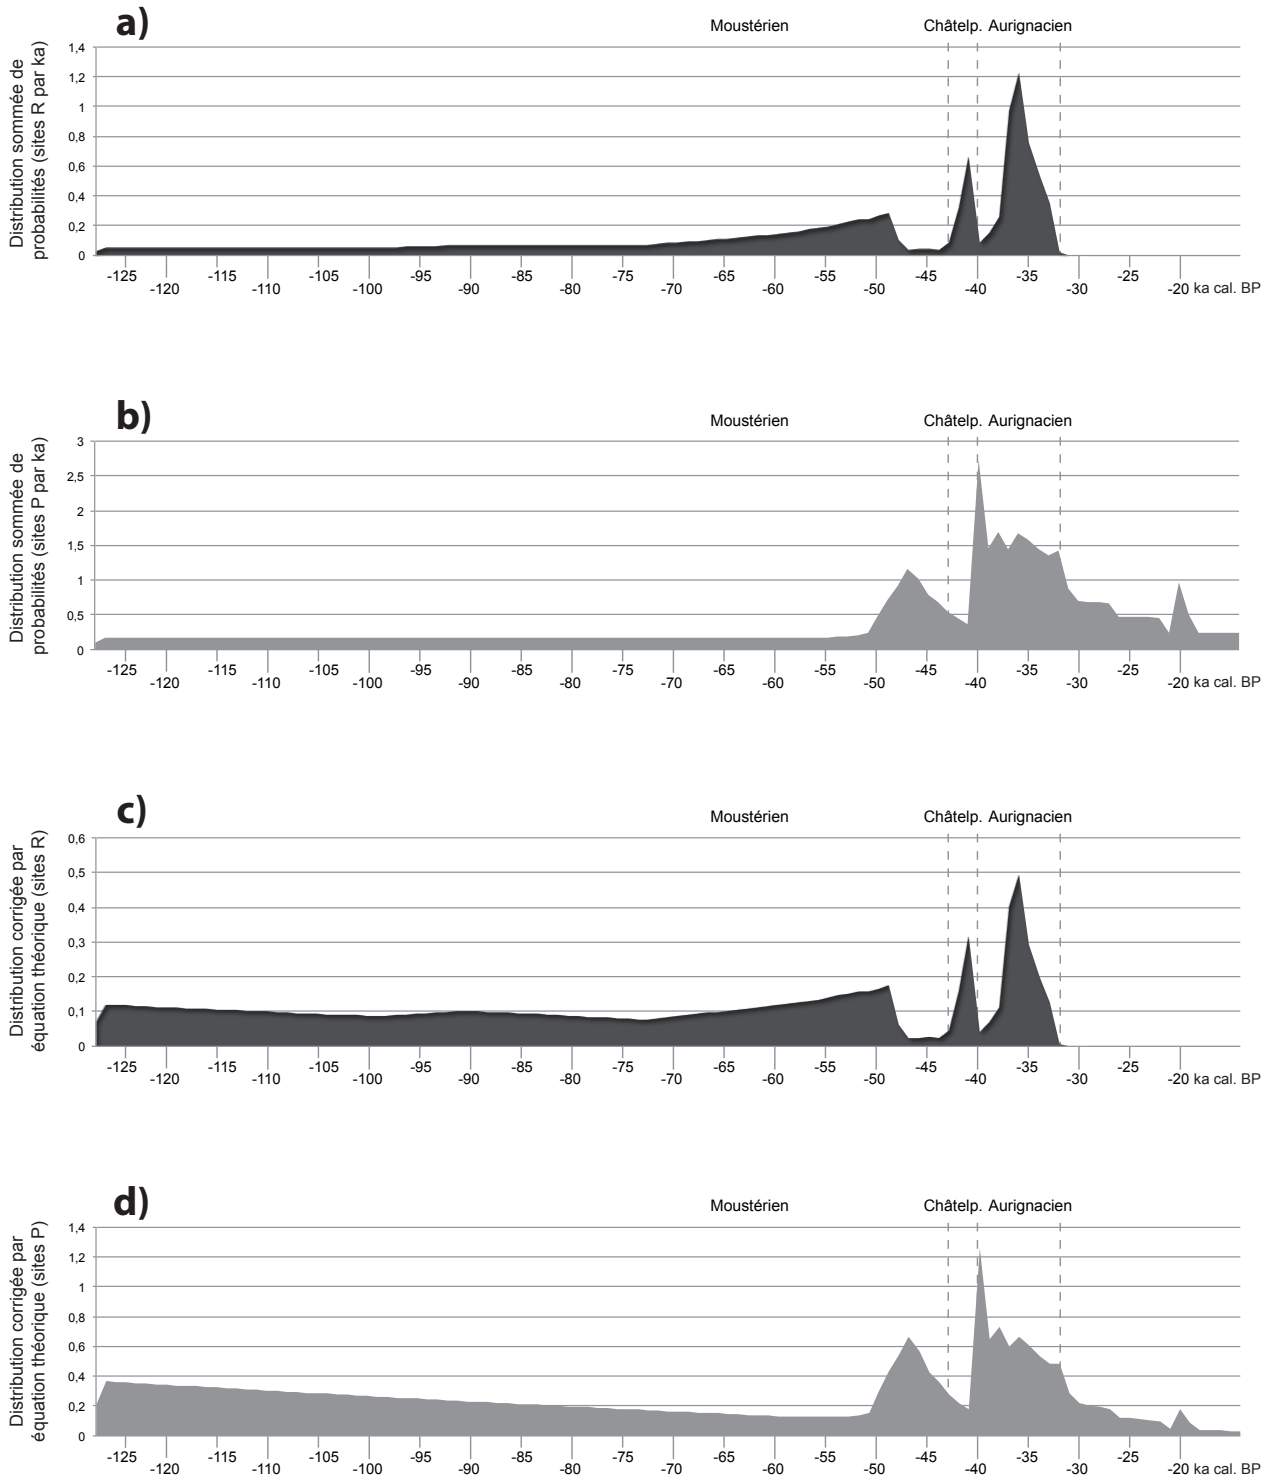 a)
Moustérien Châtelp. Aurignacien
Distribution sommée de
probabilités (sites R par ka)
1,4
1,2
1
0,8
0,6
0,4
0,2
0
-125 -115 -110 -105 -95 -85 -75 -65 -55 -45 -35 -25
-120 -110 -100 -90 -80 -70 -60 -50 -40 -30 -20 ka cal. BP
b)
Moustérien Châtelp. Aurignacien
Distribution sommée de
probabilités (sites P par ka)
3
2,5
2
1,5
1
0,5
0
-125 -115 -105 -95 -85 -75 -65 -55 -45 -35 -25
-120 -110 -100 -90 -80 -70 -60 -50 -40 -30 -20 ka cal. BP
c)
Moustérien Châtelp. Aurignacien
Distribution corrigée par
équation théorique (sites R)
0,6
0,5
0,4
0,3
0,2
0,1
0
-125 -115 -105 -95 -85 -75 -65 -55 -45 -35 -25
-120 -110 -100 -90 -80 -70 -60 -50 -40 -30 -20 ka cal. BP
d)
Moustérien Châtelp. Aurignacien
Distribution corrigée par
équation théorique (sites P)
1,4
1,2
1
0,8
0,6
0,4
0,2
0
-125 -115 -105 -95 -85 -75 -65 -55 -45 -35 -25
-120 -110 -100 -90 -80 -70 -60 -50 -40 -30 -20 ka cal. BP